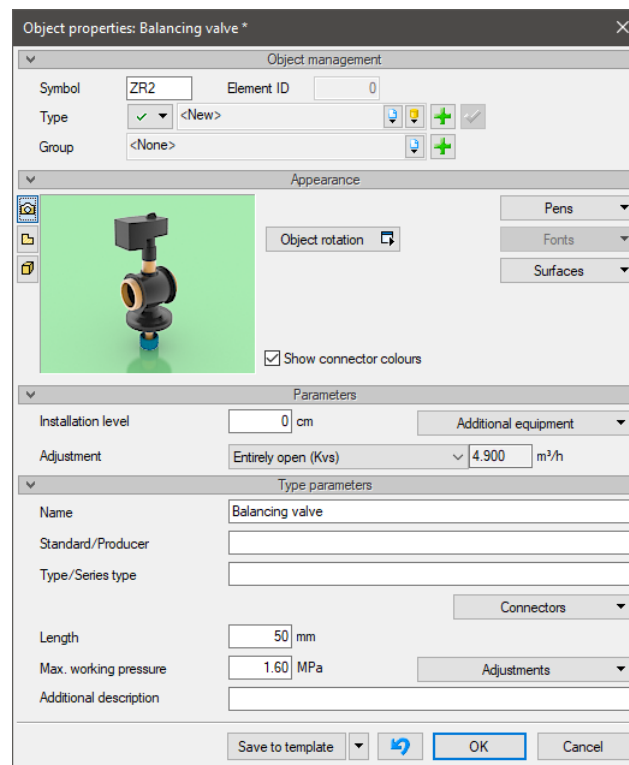 Object properties: Balancing valve *
Object management
Symbol ZR2 Element ID 0
Type <New>
Group <None>
Appearance
Pens
Object rotation Fonts
Surfaces
Show connector colours
Parameters
Installation level 0 cm Additional equipment
Adjustment Entirely open (Kvs) 4.900 m³/h
Type parameters
Name Balancing valve
Standard/Producer
Type/Series type
Connectors
Length 50 mm
Max. working pressure 1.60 MPa Adjustments
Additional description
Save to template OK Cancel